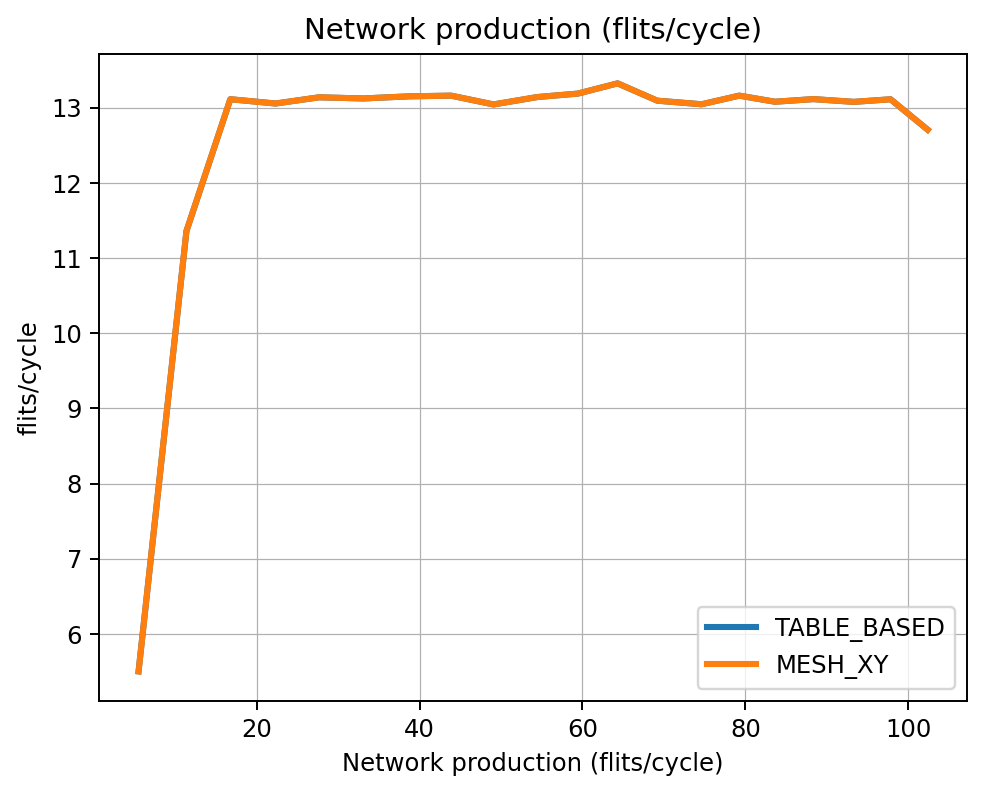 Network production (flits/cycle)
flits/cycle
13
12
11
10
9
8
7
6
20
40
60
80
100
Network production (flits/cycle)
TABLE_BASED
MESH_XY